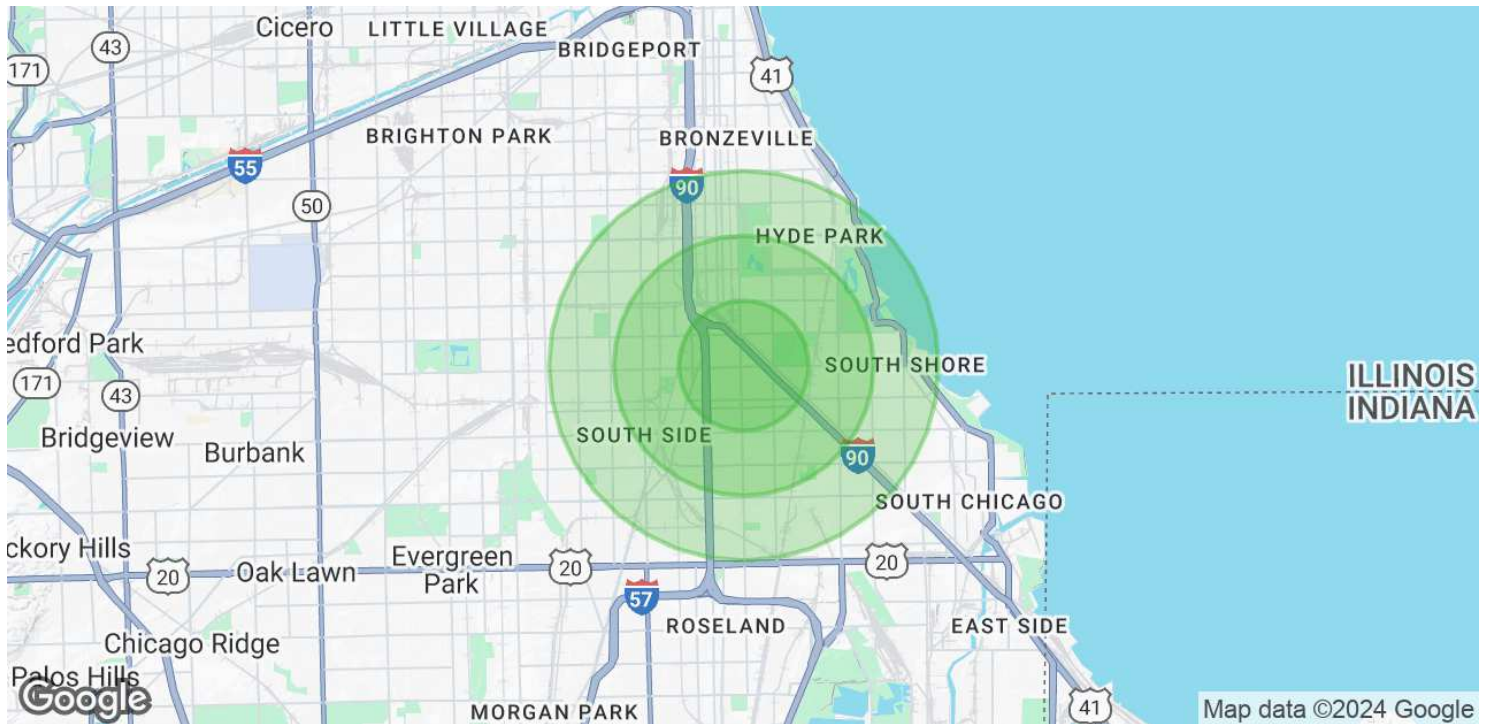 Cicero
LITTLE VILLAGE
43
BRIDGEPORT
171
41
BRIGHTON PARK
BRONZEVILLE
55
90
50
HYDE PARK
edford Park
SOUTH SHORE
171
43
ILLINOIS
INDIANA
Bridgeview
SOUTH SIDE
Burbank
90
SOUTH CHICAGO
ckory Hills
Evergreen
Park
20
Oak Lawn
20
20
57
ROSELAND
EAST SIDE
Chicago Ridge
Palos Hills
Google
MORGAN PARK
41
Map data ©2024 Google